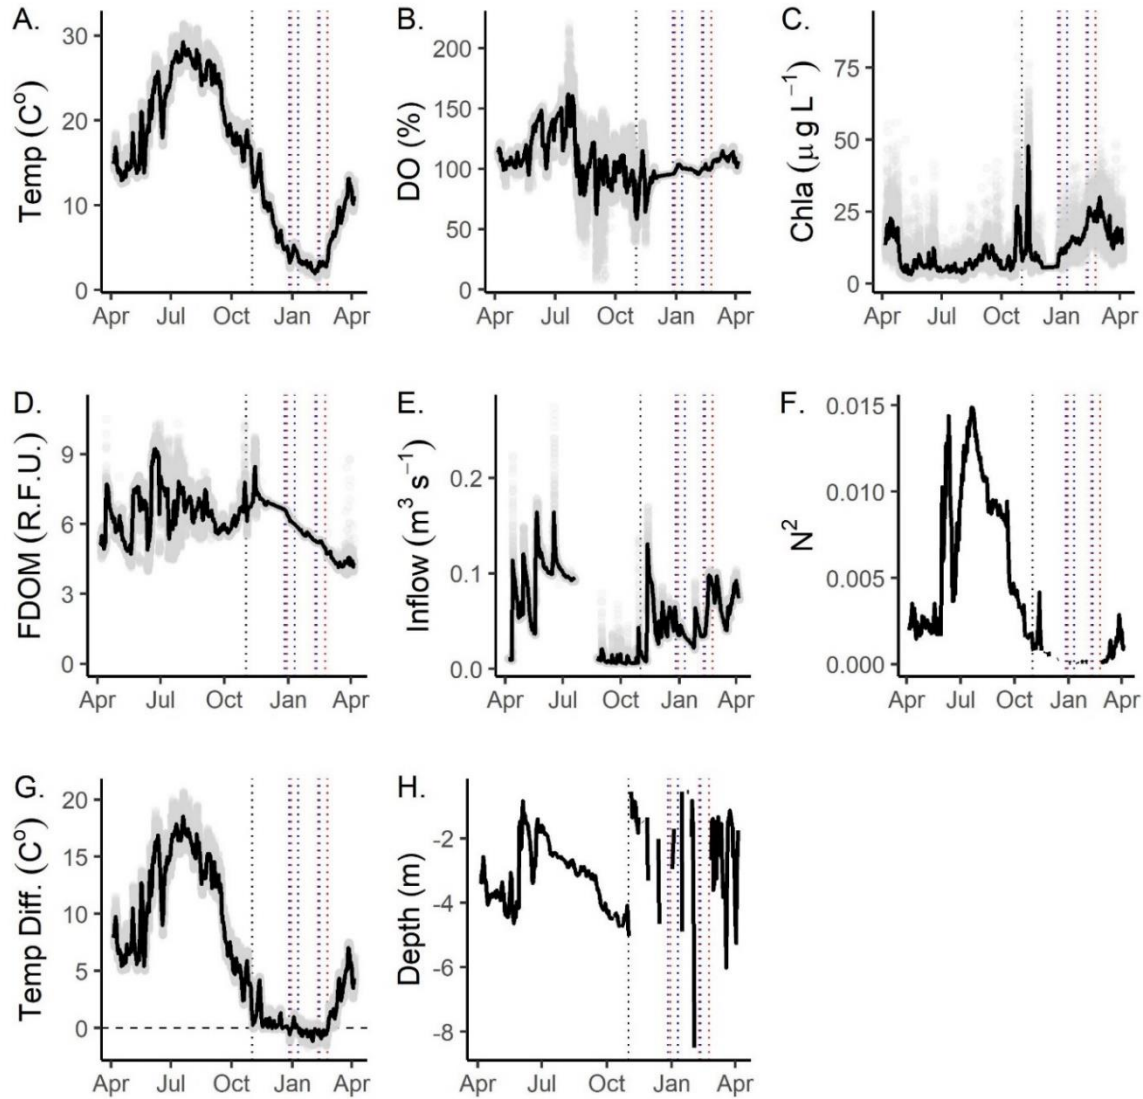 A.
Temp (C°)
30
20
10
0
Apr Jul Oct Jan Apr
B.
DO (%)
200
150
100
50
0
Apr Jul Oct Jan Apr
C.
Chla (μ g L⁻¹)
75
50
25
0
Apr Jul Oct Jan Apr
D.
FDOM (R.F.U.)
9
6
3
0
Apr Jul Oct Jan Apr
E.
Inflow (m³ s⁻¹)
0.2
0.1
0.0
Apr Jul Oct Jan Apr
F.
N²
0.015
0.010
0.005
0.000
Apr Jul Oct Jan Apr
G.
Temp Diff. (C°)
20
15
10
5
0
Apr Jul Oct Jan Apr
H.
Depth (m)
-2
-4
-6
-8
Apr Jul Oct Jan Apr